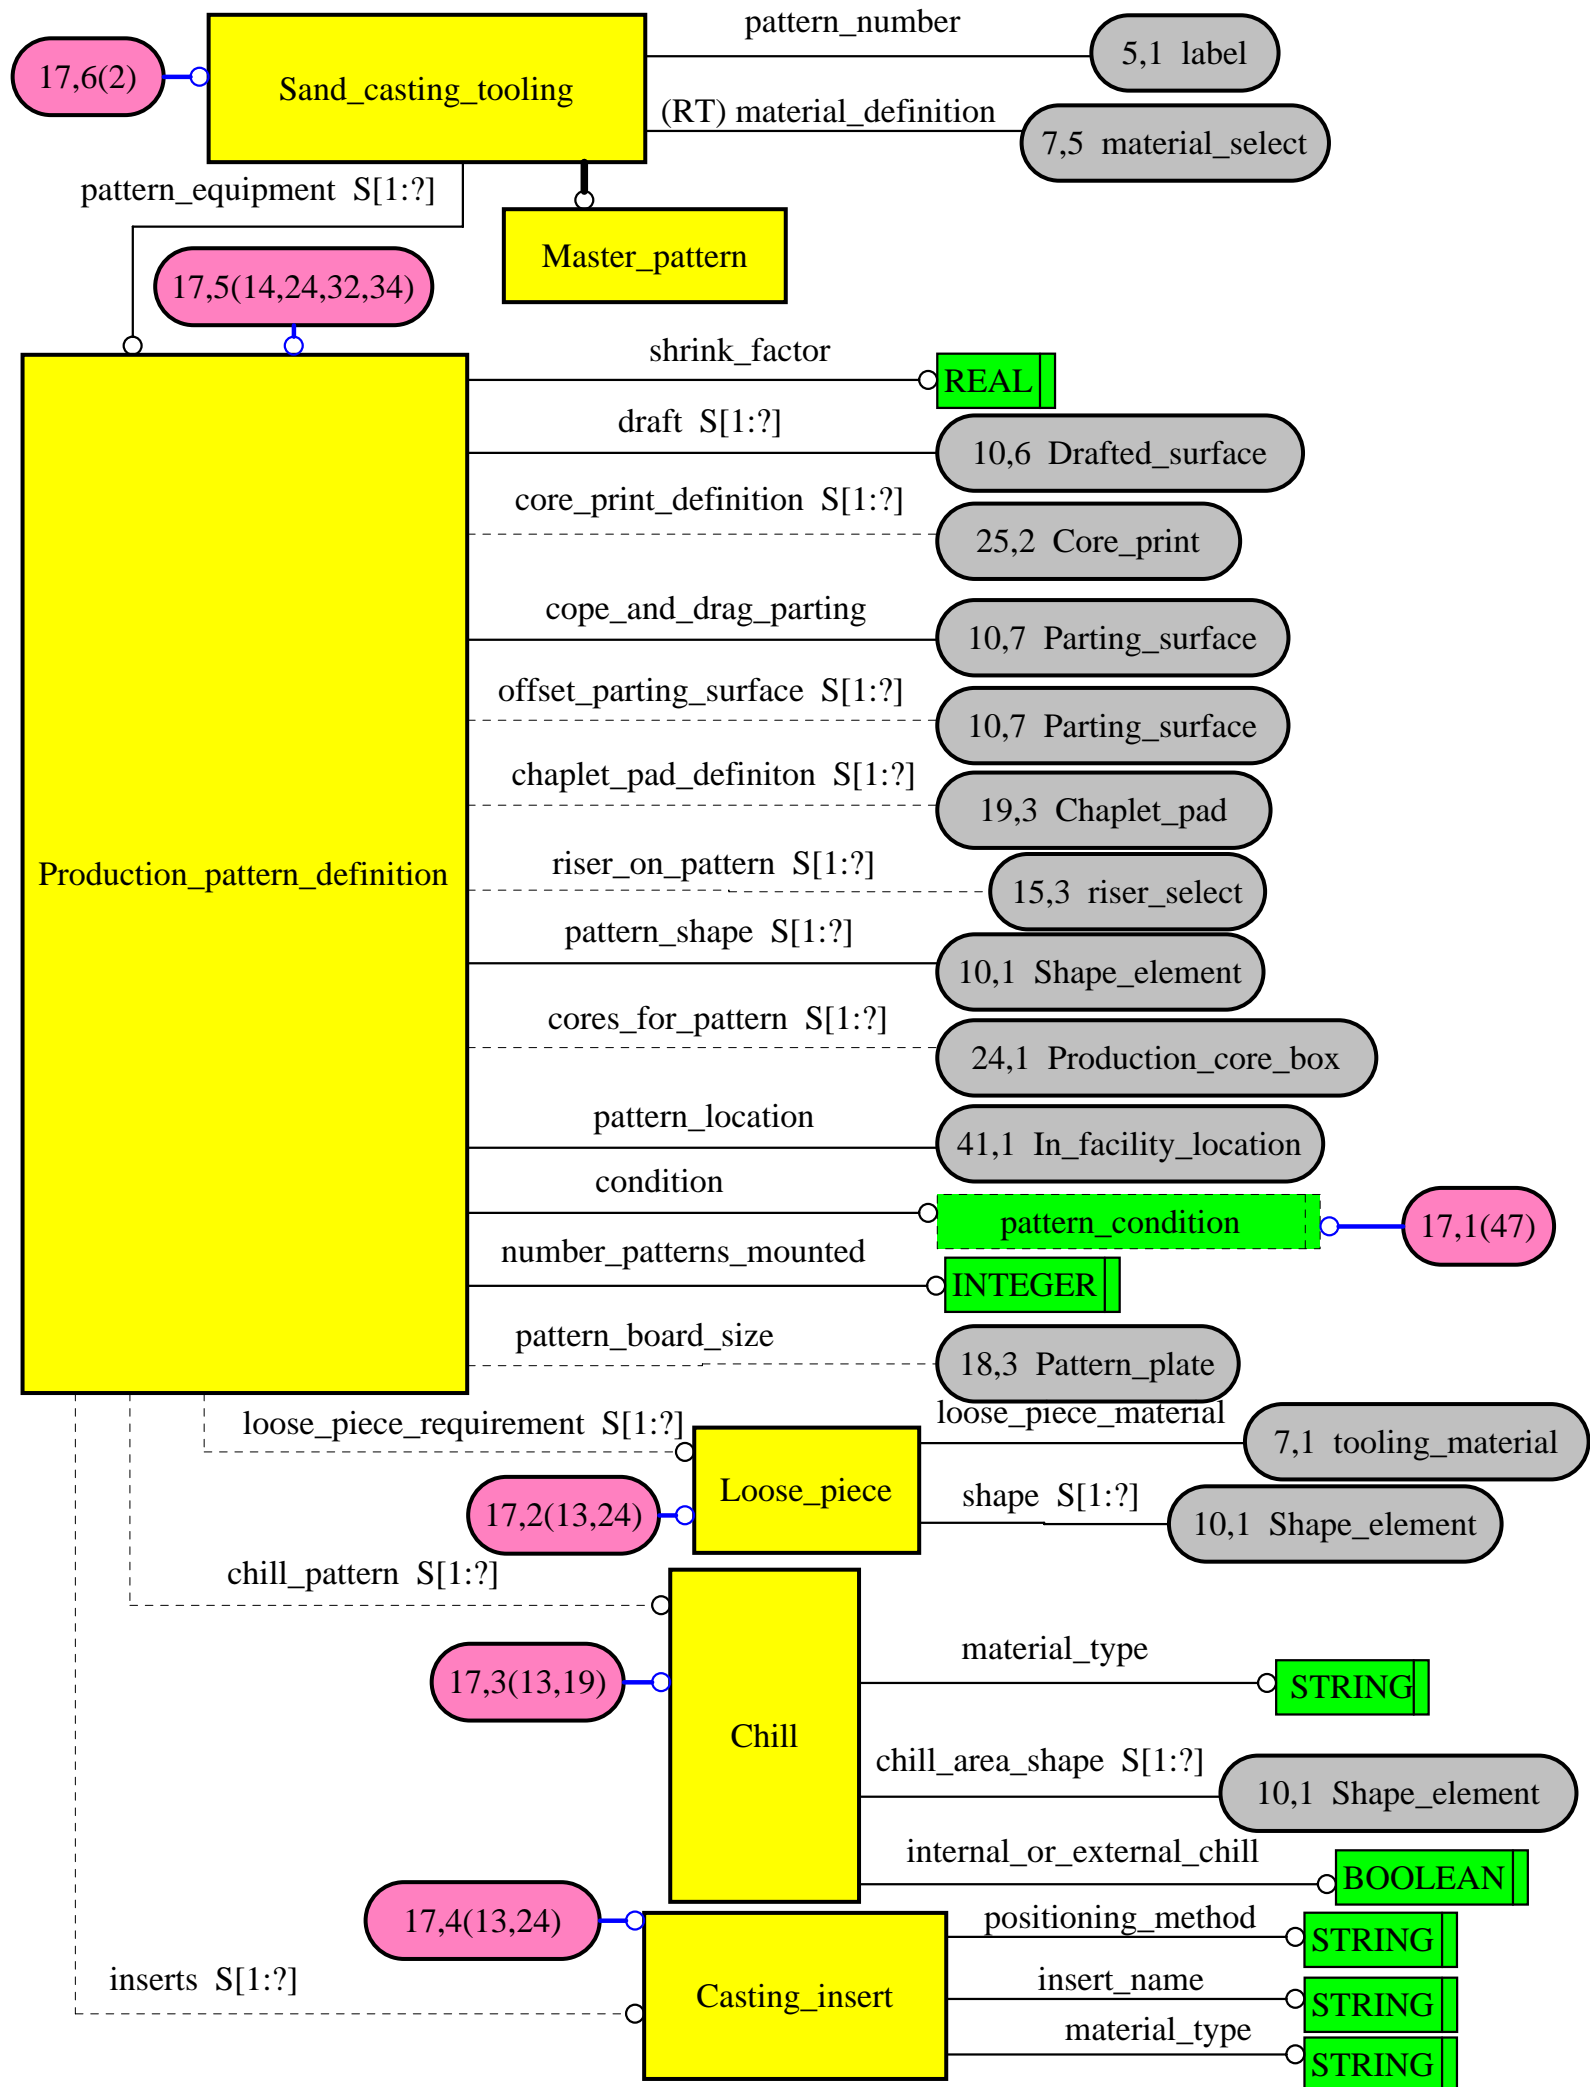 pattern_number
5,1 label
17,6(2)
Sand_casting_tooling
(RT) material_definition
7,5 material_select
pattern_equipment S[1:?]
Master_pattern
17,5(14,24,32,34)
shrink_factor
REAL
draft S[1:?]
10,6 Drafted_surface
core_print_definition S[1:?]
25,2 Core_print
cope_and_drag_parting
10,7 Parting_surface
offset_parting_surface S[1:?]
10,7 Parting_surface
chaplet_pad_definiton S[1:?]
19,3 Chaplet_pad
Production_pattern_definition
riser_on_pattern S[1:?]
15,3 riser_select
pattern_shape S[1:?]
10,1 Shape_element
cores_for_pattern S[1:?]
24,1 Production_core_box
pattern_location
41,1 In_facility_location
condition
pattern_condition
17,1(47)
number_patterns_mounted
INTEGER
pattern_board_size
18,3 Pattern_plate
loose_piece_requirement S[1:?]
loose_piece_material
7,1 tooling_material
Loose_piece
17,2(13,24)
shape S[1:?]
10,1 Shape_element
chill_pattern S[1:?]
17,3(13,19)
material_type
STRING
Chill
chill_area_shape S[1:?]
10,1 Shape_element
internal_or_external_chill
BOOLEAN
17,4(13,24)
positioning_method
STRING
inserts S[1:?]
Casting_insert
insert_name
STRING
material_type
STRING